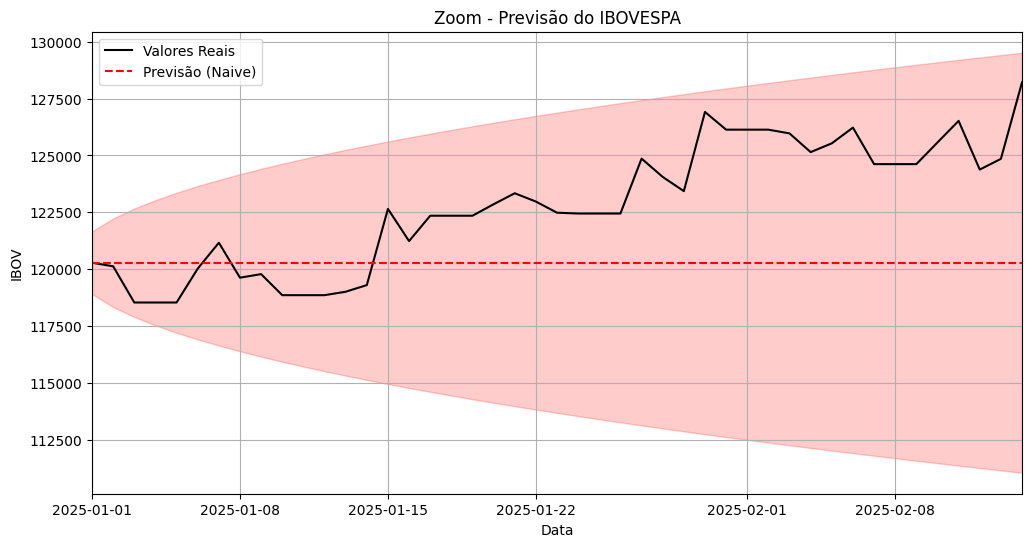 Zoom - Previsão do IBOVESPA
Valores Reais
Previsão (Naive)
IBOV
130000
127500
125000
122500
120000
117500
115000
112500
2025-01-01
2025-01-08
2025-01-15
2025-01-22
2025-02-01
2025-02-08
Data